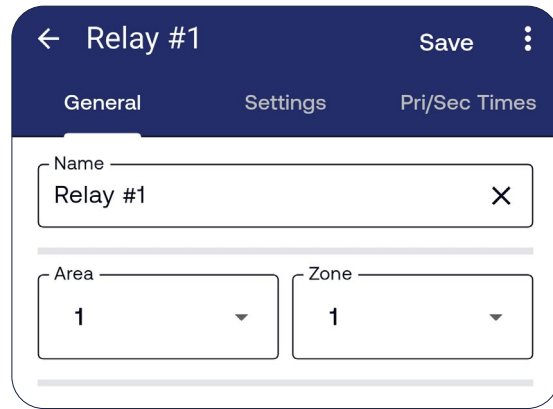 Relay #1 Save
General Settings Pri/Sec Times
Name
Relay #1
Area Zone
1 1